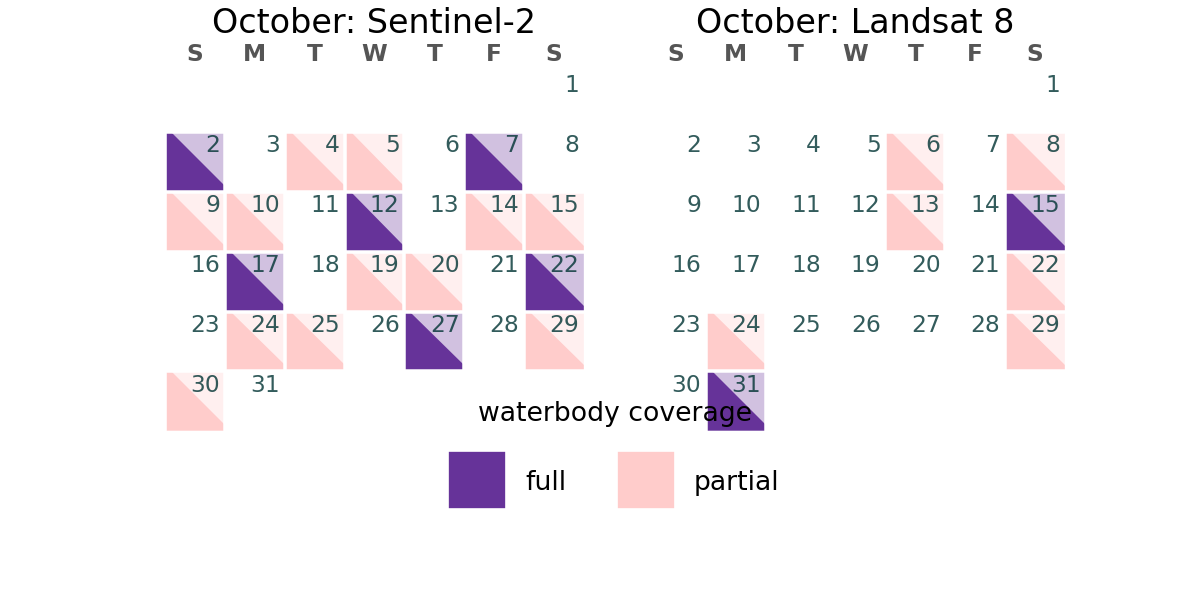 October: Sentinel-2
S M T W T F S
1
2 3 4 5 6 7 8
9 10 11 12 13 14 15
16 17 18 19 20 21 22
23 24 25 26 27 28 29
30 31
October: Landsat 8
S M T W T F S
1
2 3 4 5 6 7 8
9 10 11 12 13 14 15
16 17 18 19 20 21 22
23 24 25 26 27 28 29
30 31
waterbody coverage
full partial